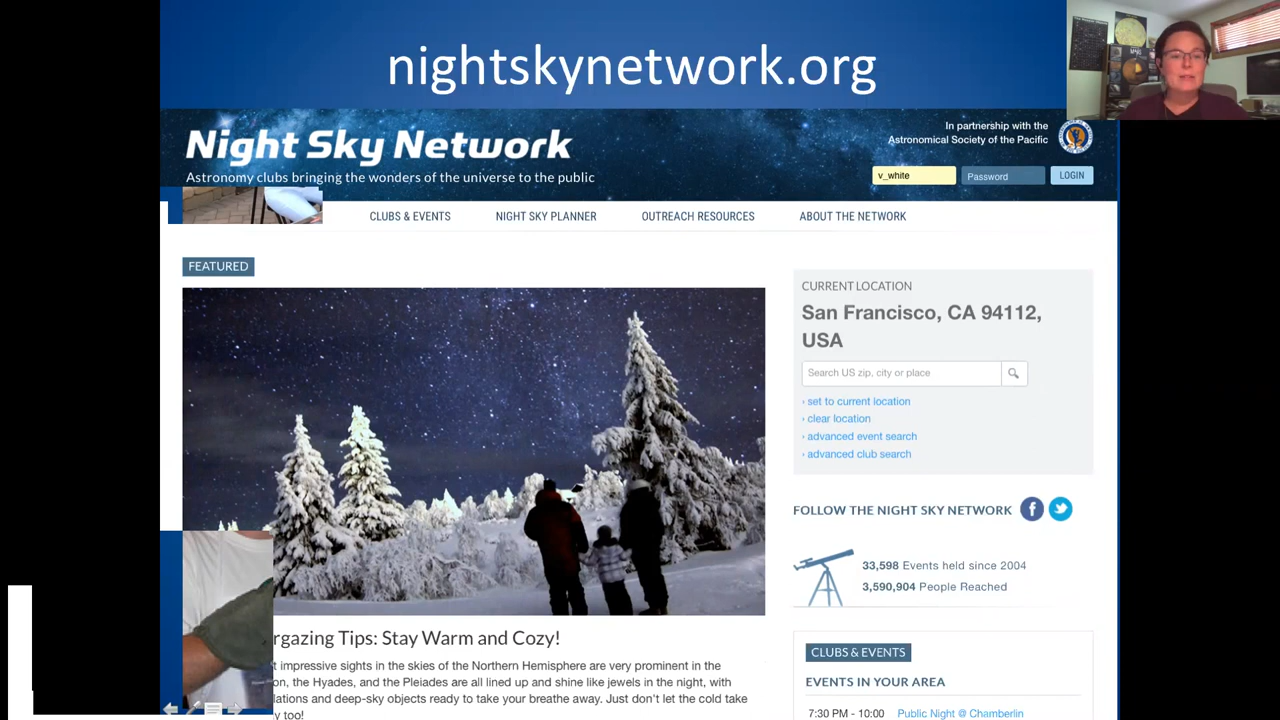 nightskynetwork.org
Night Sky Network
Astronomy clubs bringing the wonders of the universe to the public
In partnership with the
Astronomical Society of the Pacific
v_white
Password
LOGIN
CLUBS & EVENTS
NIGHT SKY PLANNER
OUTREACH RESOURCES
ABOUT THE NETWORK
FEATURED
rgazing Tips: Stay Warm and Cozy!
t impressive sights in the skies of the Northern Hemisphere are very prominent in the
on, the Hyades, and the Pleiades are all lined up and shine like jewels in the night, with
lations and deep-sky objects ready to take your breathe away. Just don't let the cold take
y too!
CURRENT LOCATION
San Francisco, CA 94112,
USA
Search US zip, city or place
› set to current location
› clear location
› advanced event search
› advanced club search
FOLLOW THE NIGHT SKY NETWORK
33,598 Events held since 2004
3,590,904 People Reached
CLUBS & EVENTS
EVENTS IN YOUR AREA
7:30 PM - 10:00 Public Night @ Chamberlin